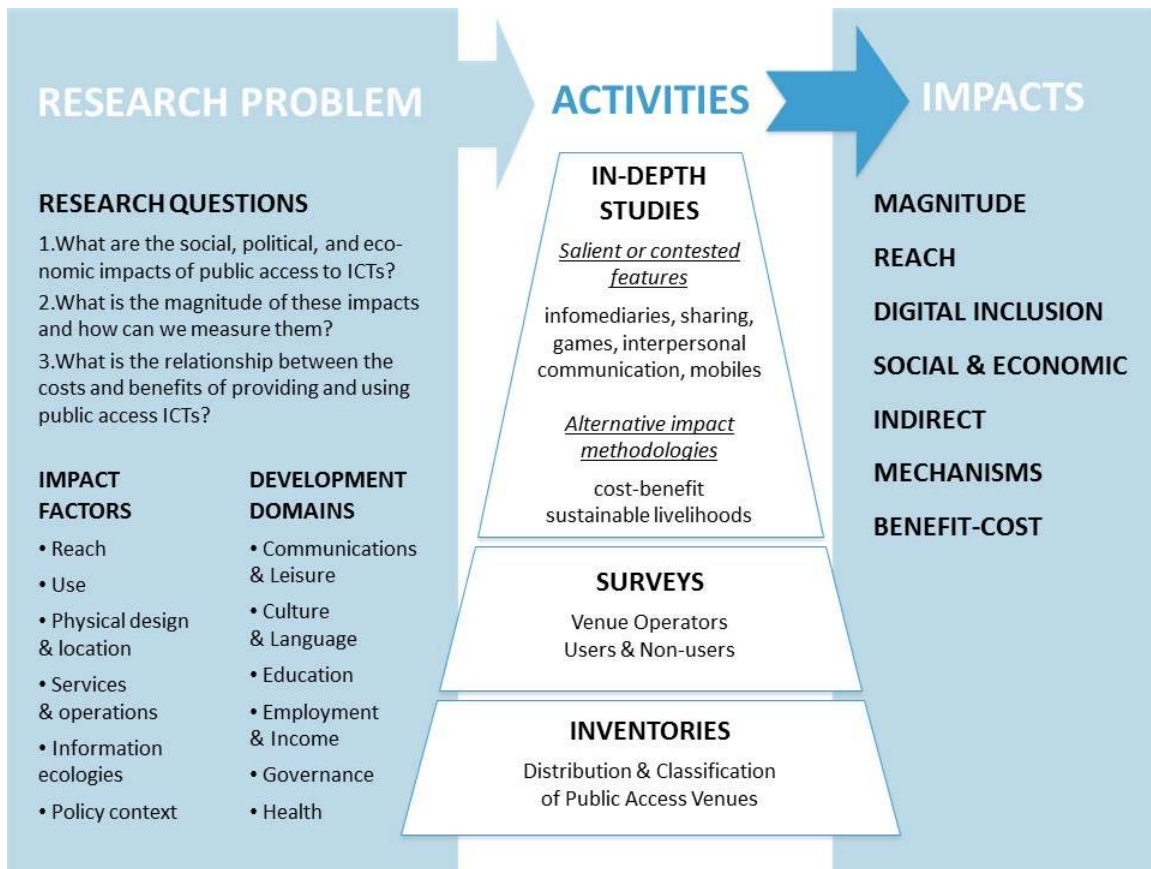 RESEARCH PROBLEM
RESEARCH QUESTIONS
1.What are the social, political, and eco-
nomic impacts of public access to ICTs?
2.What is the magnitude of these impacts
and how can we measure them?
3.What is the relationship between the
costs and benefits of providing and using
public access ICTs?
IMPACT
FACTORS
• Reach
• Use
• Physical design
& location
• Services
& operations
• Information
ecologies
• Policy context
DEVELOPMENT
DOMAINS
• Communications
& Leisure
• Culture
& Language
• Education
• Employment
& Income
• Governance
• Health
ACTIVITIES
IN-DEPTH
STUDIES
Salient or contested
features
infomediaries, sharing,
games, interpersonal
communication, mobiles
Alternative impact
methodologies
cost-benefit
sustainable livelihoods
SURVEYS
Venue Operators
Users & Non-users
INVENTORIES
Distribution & Classification
of Public Access Venues
IMPACTS
MAGNITUDE
REACH
DIGITAL INCLUSION
SOCIAL & ECONOMIC
INDIRECT
MECHANISMS
BENEFIT-COST